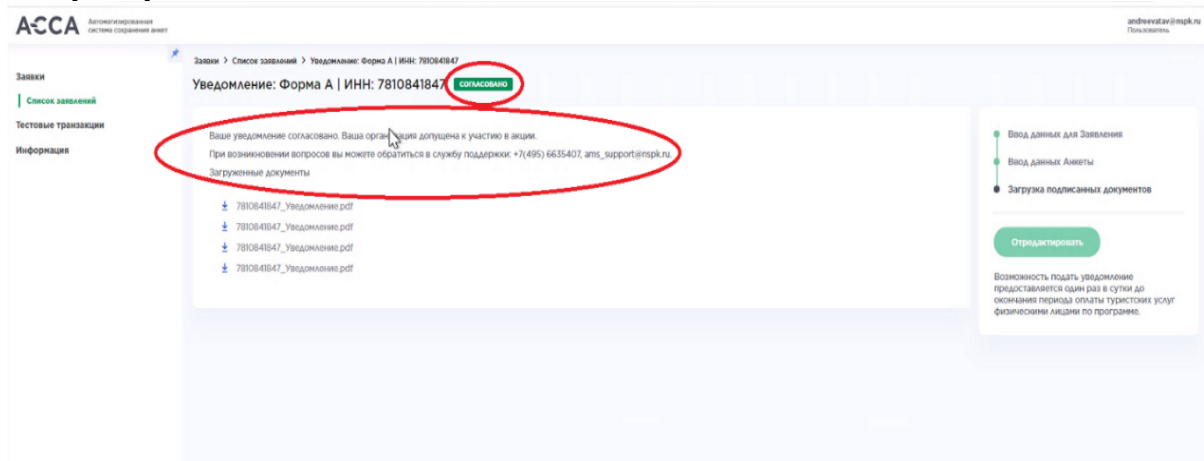 АССА
Автоматизированная
система сохранения анкет
andreevatav@nspk.ru
Пользователь
Заявки > Список заявлений > Уведомление: Форма А | ИНН: 7810841847
Уведомление: Форма А | ИНН: 7810841847 СОГЛАСОВАНО
Заявки
Список заявлений
Тестовые транзакции
Информация
Ваше уведомление согласовано. Ваша организация допущена к участию в акции.
При возникновении вопросов вы можете обратиться в службу поддержки: +7(495) 6635407, ams_support@nspk.ru.
Загруженные документы
7810841847_Уведомление.pdf
7810841847_Уведомление.pdf
7810841847_Уведомление.pdf
7810841847_Уведомление.pdf
Ввод данных для Заявления
Ввод данных Анкеты
Загрузка подписанных документов
Отредактировать
Возможность подать уведомление
предоставляется один раз в сутки до
окончания периода оплаты туристских услуг
физическими лицами по программе.